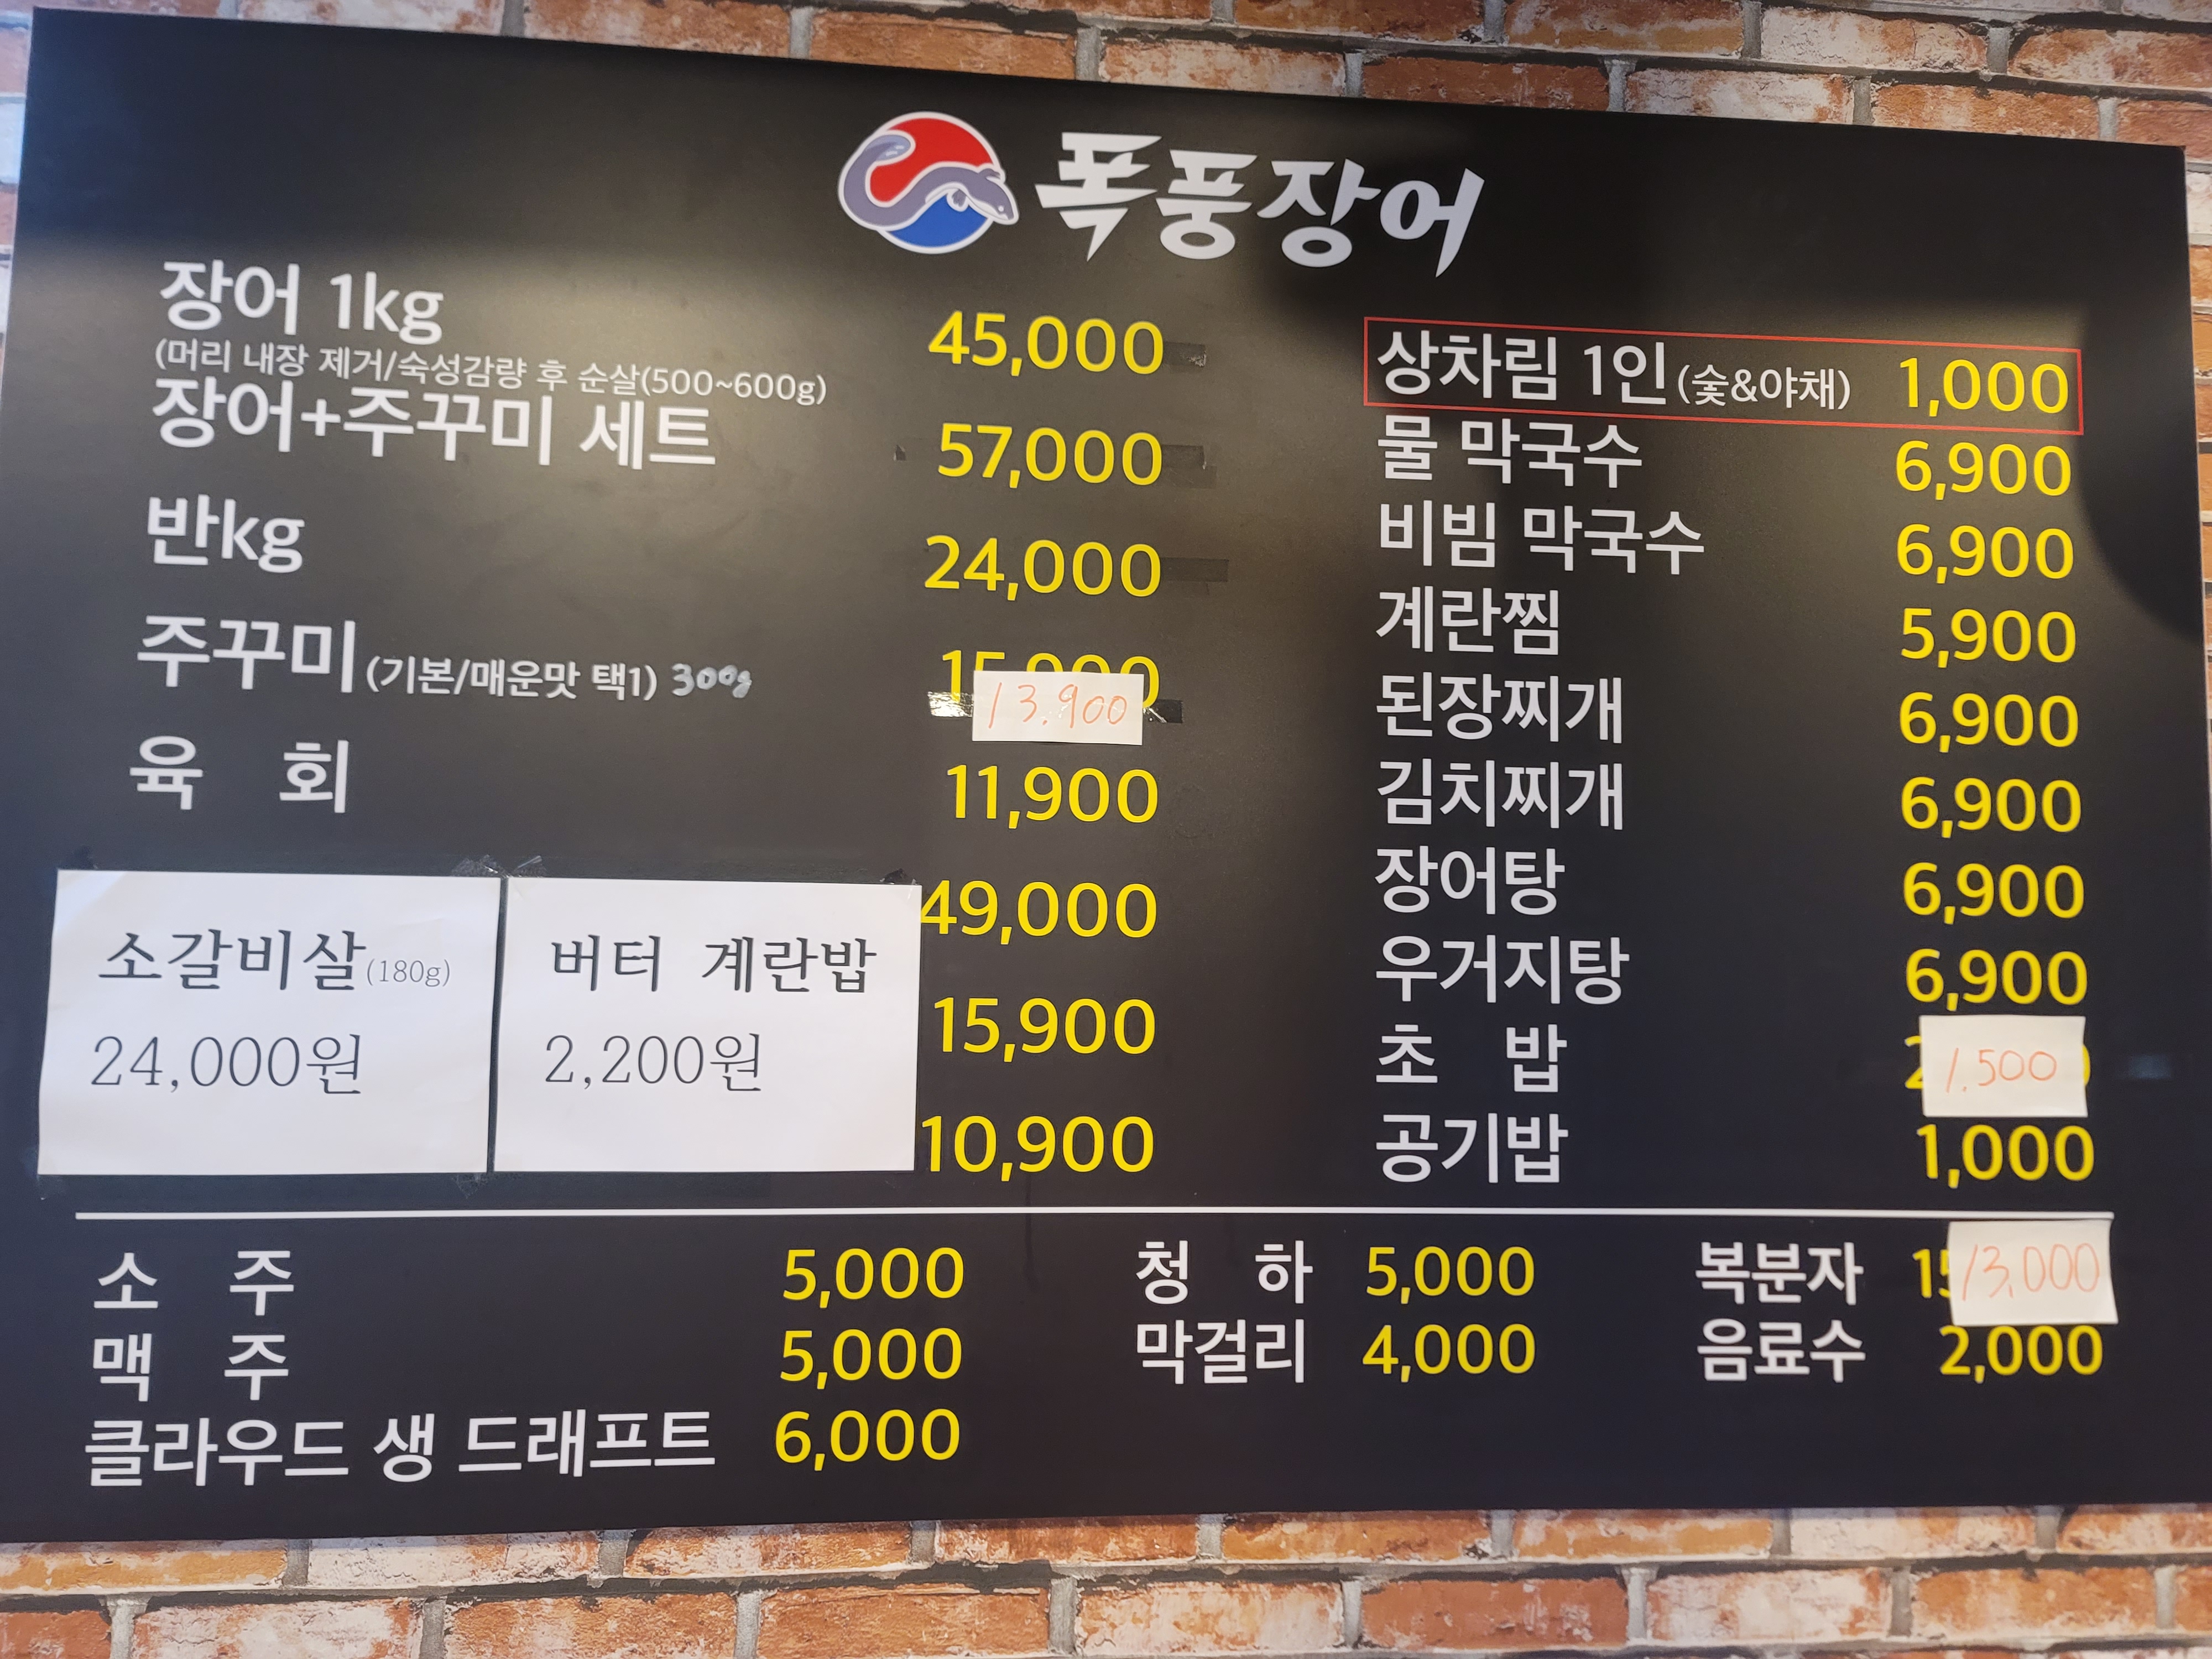 폭풍장어
장어 1kg 45,000
(머리 내장 제거/숙성감량 후 순살(500~600g)
장어+주꾸미 세트 57,000
반kg 24,000
주꾸미(기본/매운맛 택1) 300g 13.900
육 회 11,900
49,000
15,900
10,900
소갈비살(180g)
24,000원
버터 계란밥
2,200원
상차림 1인(숯&야채) 1,000
물 막국수 6,900
비빔 막국수 6,900
계란찜 5,900
된장찌개 6,900
김치찌개 6,900
장어탕 6,900
우거지탕 6,900
초 밥 1.500
공기밥 1,000
소 주 5,000 청 하 5,000 복분자 13,000
맥 주 5,000 막걸리 4,000 음료수 2,000
클라우드 생 드래프트 6,000